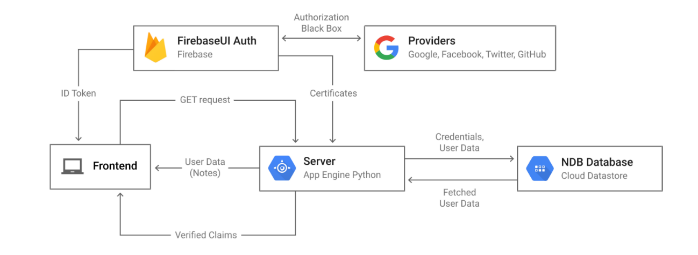 Authorization
Black Box
FirebaseUI Auth
Firebase
Providers
Google, Facebook, Twitter, GitHub
ID Token
GET request
Certificates
Frontend
User Data
(Notes)
Server
App Engine Python
Credentials,
User Data
NDB Database
Cloud Datastore
Fetched
User Data
Verified Claims